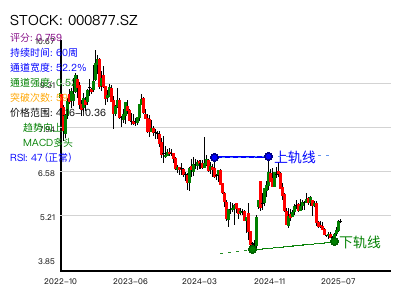 STOCK: 000877.SZ
评分: 0.759
持续时间: 60周
通道宽度: 52.2%
通道强度: 0.5
突破次数:
价格范围: 4.16-10.36
趋势
MACD多头
RSI: 47 (正常)
上轨线
下轨线
6.58
5.21
3.85
2022-10
2023-06
2024-03
2024-11
2025-07